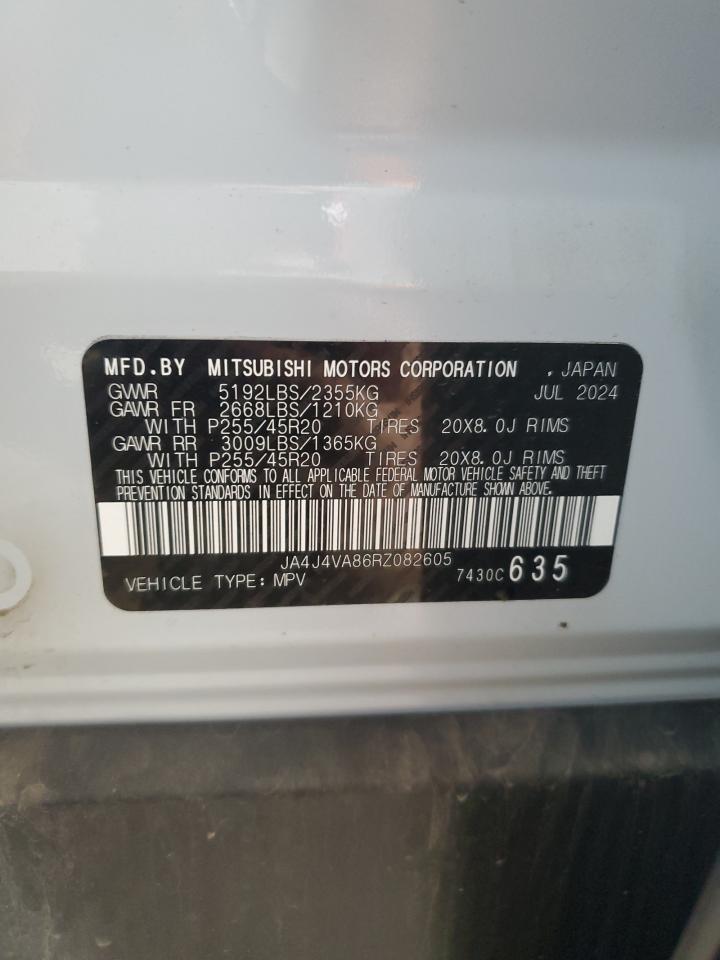 MFD.BY MITSUBISHI MOTORS CORPORATION , JAPAN
GVWR 5192LBS/2355KG JUL 2024
GAWR FR 2668LBS/1210KG
WITH P255/45R20 TIRES 20X8.0J RIMS
GAWR RR 3009LBS/1365KG
WITH P255/45R20 TIRES 20X8.0J RIMS
THIS VEHICLE CONFORMS TO ALL APPLICABLE FEDERAL MOTOR VEHICLE SAFETY AND THEFT
PREVENTION STANDARDS IN EFFECT ON THE DATE OF MANUFACTURE SHOWN ABOVE.
JA4J4VA86RZ082605
VEHICLE TYPE:MPV 7430C 635